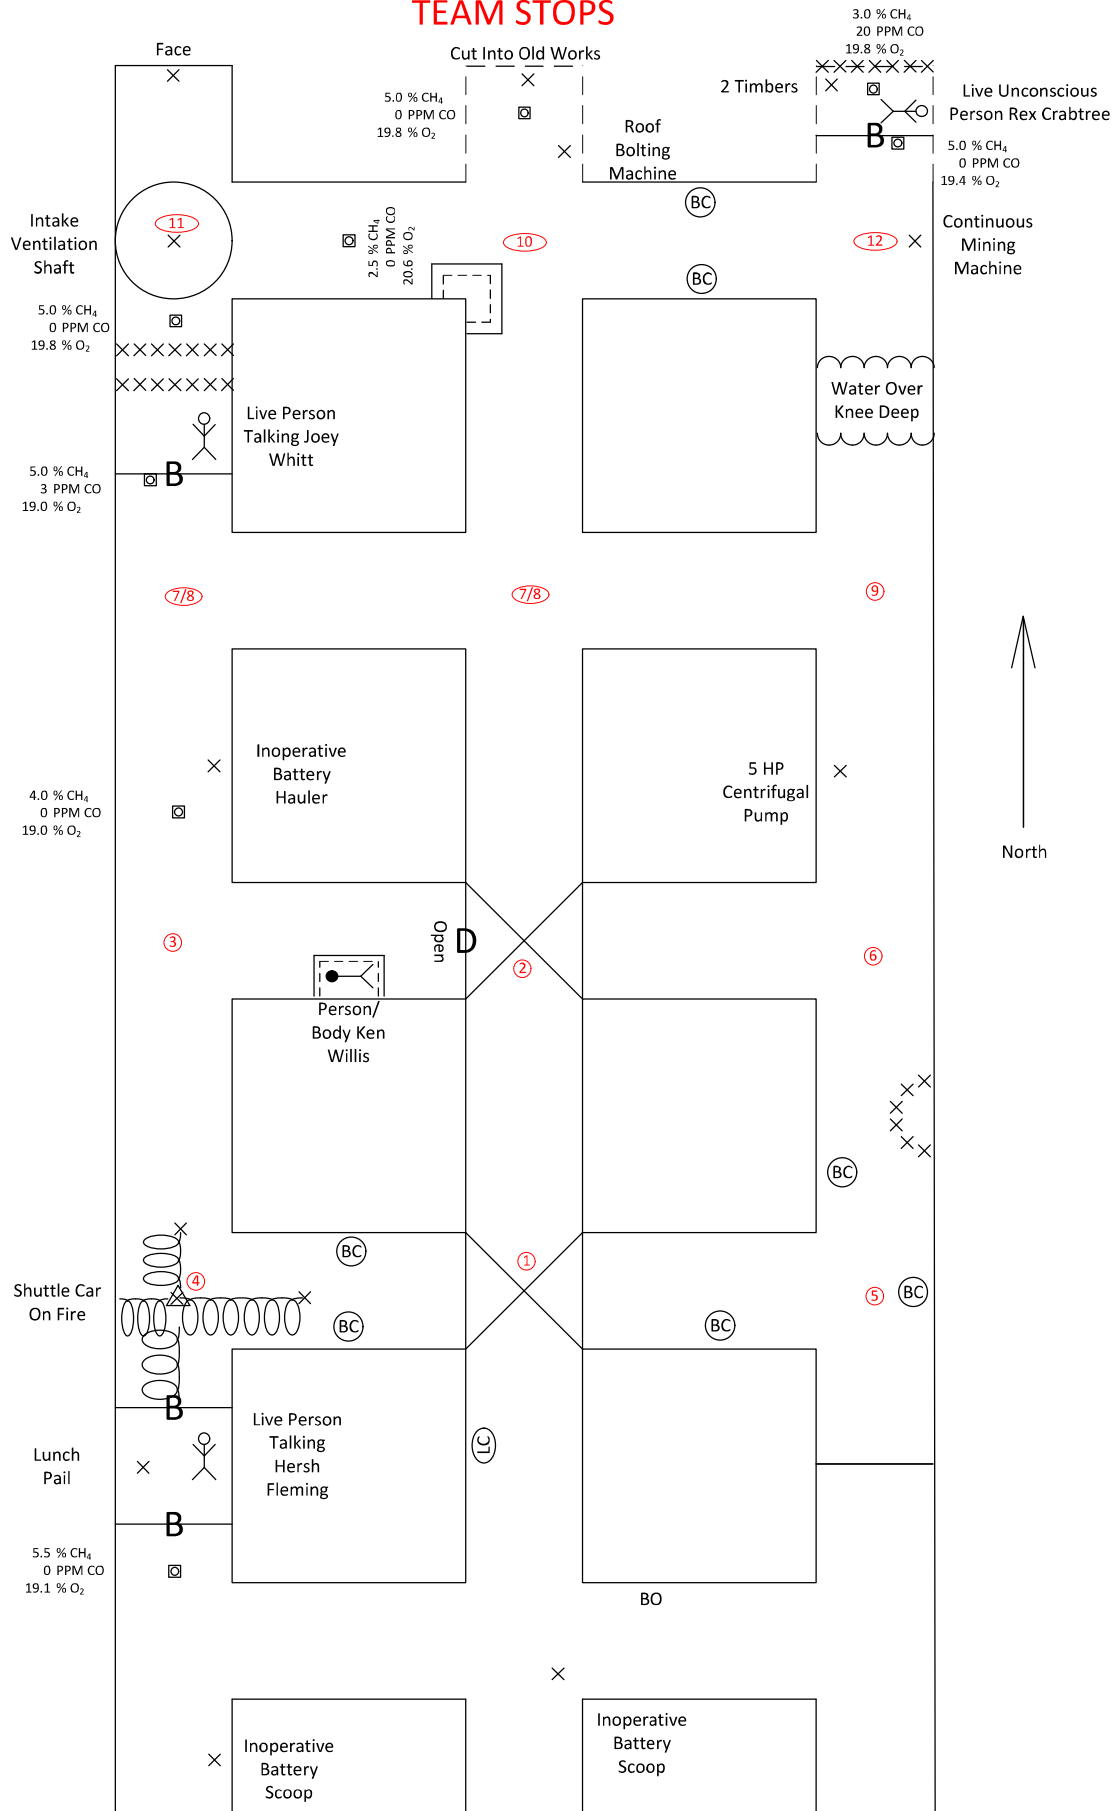 TEAM STOPS
Face
Cut Into Old Works
3.0 % CH₄
20 PPM CO
19.8 % O₂
2 Timbers
Live Unconscious
Person Rex Crabtree
5.0 % CH₄
0 PPM CO
19.8 % O₂
Roof
Bolting
Machine
B
5.0 % CH₄
0 PPM CO
19.4 % O₂
BC
Intake
Ventilation
Shaft
11
2.5 % CH₄
0 PPM CO
20.6 % O₂
10
12
Continuous
Mining
Machine
BC
5.0 % CH₄
0 PPM CO
19.8 % O₂
Water Over
Knee Deep
Live Person
Talking Joey
Whitt
B
5.0 % CH₄
3 PPM CO
19.0 % O₂
7/8
7/8
9
Inoperative
Battery
Hauler
5 HP
Centrifugal
Pump
4.0 % CH₄
0 PPM CO
19.0 % O₂
North
3
Open
D
2
6
Person/
Body Ken
Willis
BC
BC
1
4
Shuttle Car
On Fire
5
BC
BC
BC
B
Live Person
Talking
Hersh
Fleming
LC
Lunch
Pail
B
5.5 % CH₄
0 PPM CO
19.1 % O₂
BO
Inoperative
Battery
Scoop
Inoperative
Battery
Scoop